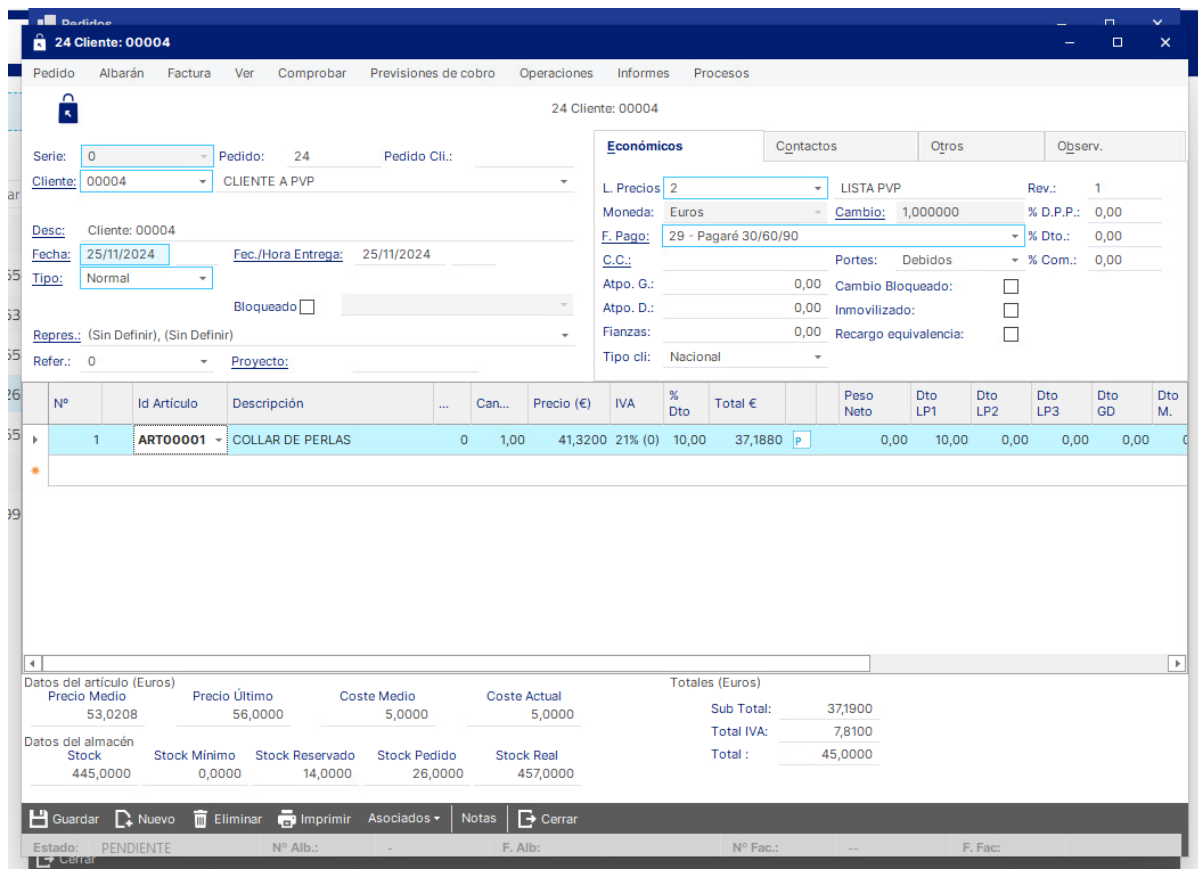 Pedidos
24 Cliente: 00004
Pedido Albarán Factura Ver Comprobar Previsiones de cobro Operaciones Informes Procesos
24 Cliente: 00004
Serie: 0 Pedido: 24 Pedido Cli.:
Cliente: 00004 CLIENTE A PVP
Desc: Cliente: 00004
Fecha: 25/11/2024 Fec./Hora Entrega: 25/11/2024
Tipo: Normal
Bloqueado
Repres.: (Sin Definir), (Sin Definir)
Refer.: 0 Proyecto:
Económicos Contactos Otros Observ.
L. Precios 2 LISTA PVP Rev.: 1
Moneda: Euros Cambio: 1,000000 % D.P.P.: 0,00
F. Pago: 29 - Pagaré 30/60/90 % Dto.: 0,00
C.C.: Portes: Debidos % Com.: 0,00
Atpo. G.: 0,00 Cambio Bloqueado:
Atpo. D.: 0,00 Inmovilizado:
Fianzas: 0,00 Recargo equivalencia:
Tipo cli: Nacional
ar
55
53
55
26
55
99
Nº Id Artículo Descripción ... Can... Precio (€) IVA % Dto Total € Peso Neto Dto LP1 Dto LP2 Dto LP3 Dto GD Dto M.
1 ART00001 COLLAR DE PERLAS 0 1,00 41,3200 21% (0) 10,00 37,1880 P 0,00 10,00 0,00 0,00 0,00 0
Datos del artículo (Euros)
Precio Medio Precio Último Coste Medio Coste Actual
53,0208 56,0000 5,0000 5,0000
Datos del almacén
Stock Stock Mínimo Stock Reservado Stock Pedido Stock Real
445,0000 0,0000 14,0000 26,0000 457,0000
Totales (Euros)
Sub Total: 37,1900
Total IVA: 7,8100
Total : 45,0000
Guardar Nuevo Eliminar Imprimir Asociados Notas Cerrar
Estado: PENDIENTE Nº Alb.: - F. Alb: Nº Fac.: -- F. Fac:
Cerrar